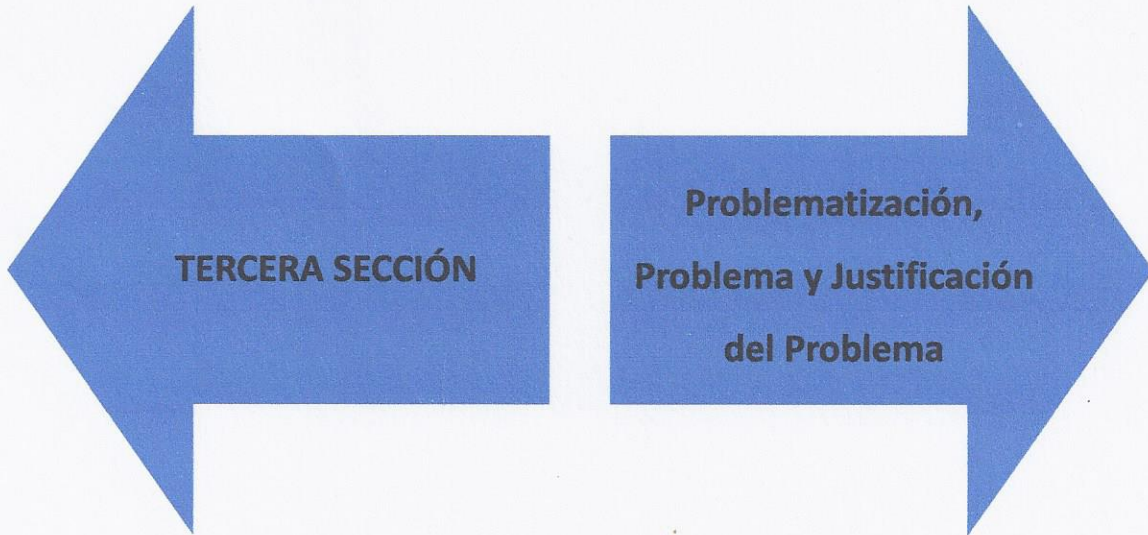 TERCERA SECCIÓN
Problematización,
Problema y Justificación
del Problema